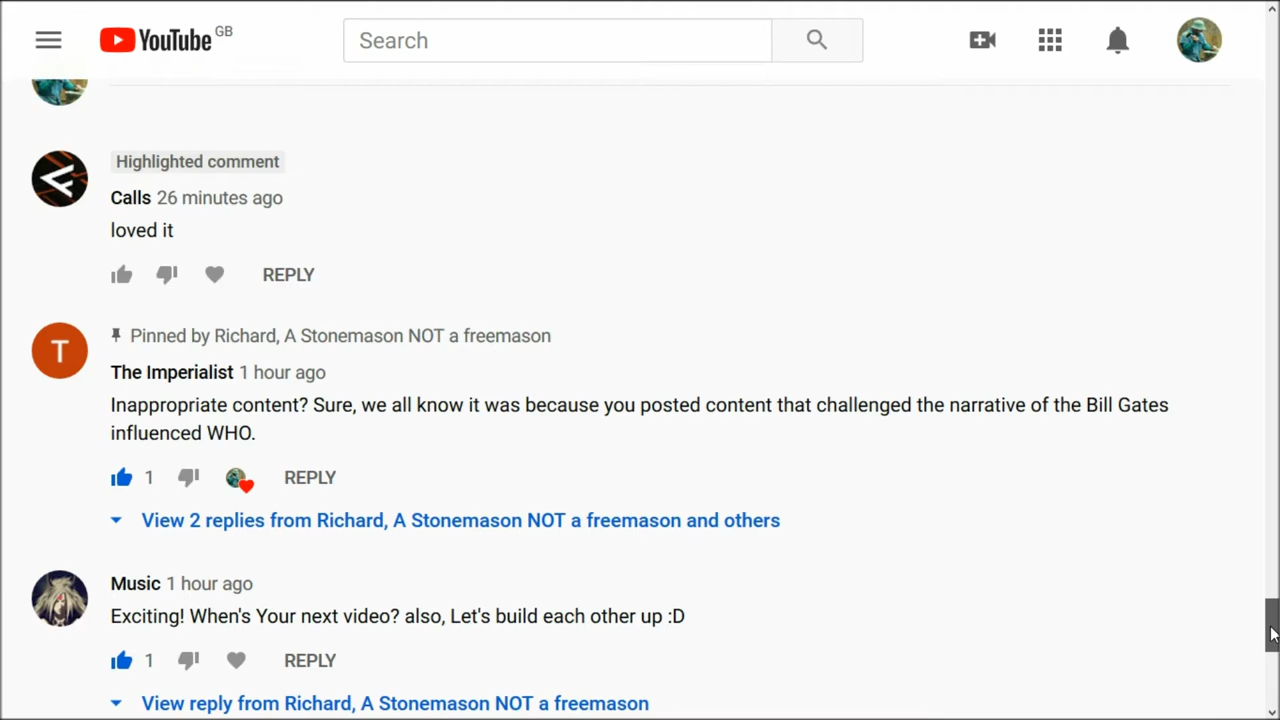 YouTube GB
Search
Highlighted comment
Calls 26 minutes ago
loved it
REPLY
Pinned by Richard, A Stonemason NOT a freemason
T
The Imperialist 1 hour ago
Inappropriate content? Sure, we all know it was because you posted content that challenged the narrative of the Bill Gates
influenced WHO.
1 REPLY
View 2 replies from Richard, A Stonemason NOT a freemason and others
Music 1 hour ago
Exciting! When's Your next video? also, Let's build each other up :D
1 REPLY
View reply from Richard, A Stonemason NOT a freemason